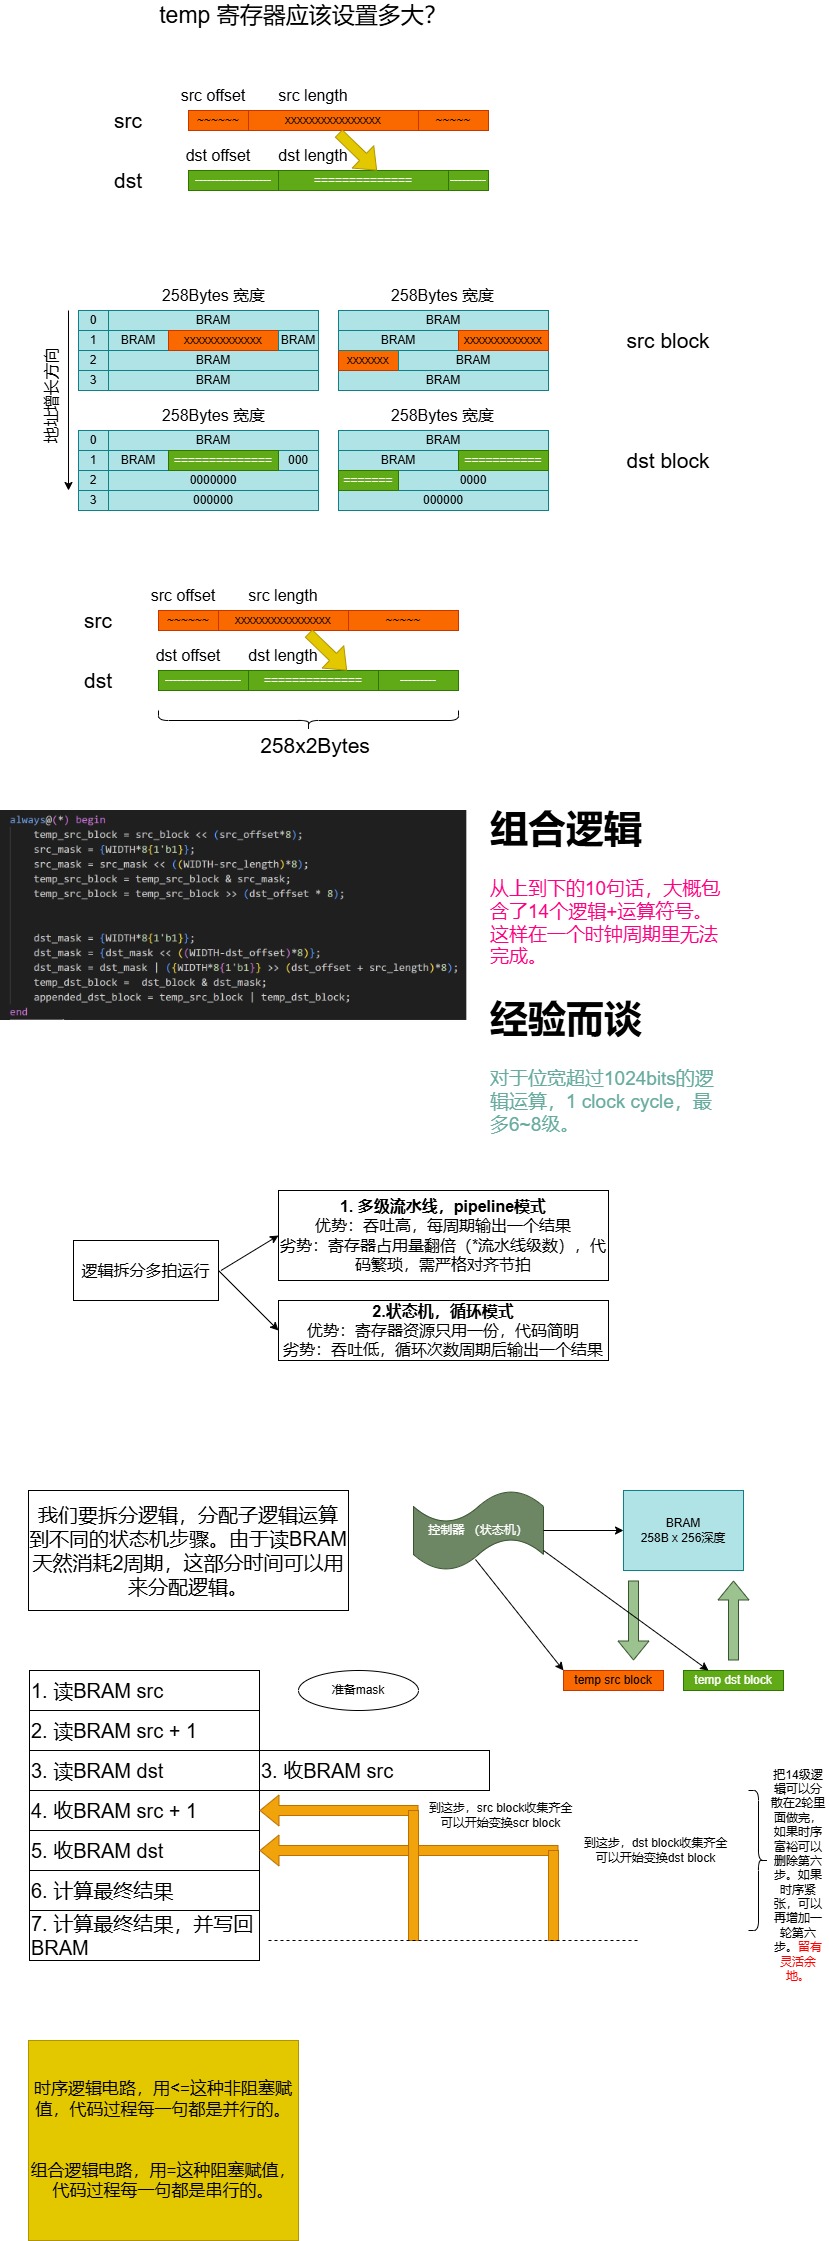 temp 寄存器应该设置多大？
src offset
src length
src
~~~~~~
xxxxxxxxxxxxxxxx
~~~~~
dst offset
dst length
dst
==============
258Bytes 宽度
258Bytes 宽度
0
BRAM
BRAM
1
BRAM
xxxxxxxxxxxxx
BRAM
BRAM
xxxxxxxxxxxxx
2
BRAM
xxxxxxx
BRAM
3
BRAM
BRAM
src block
地址增长方向
258Bytes 宽度
258Bytes 宽度
0
BRAM
BRAM
1
BRAM
==============
000
BRAM
===========
2
0000000
=======
0000
3
000000
000000
dst block
src offset
src length
src
~~~~~~
xxxxxxxxxxxxxxxx
~~~~~
dst offset
dst length
dst
==============
258x2Bytes
always@(*) begin
temp_src_block = src_block << (src_offset*8);
src_mask = {WIDTH*8{1'b1}};
src_mask = src_mask << ((WIDTH-src_length)*8);
temp_src_block = temp_src_block & src_mask;
temp_src_block = temp_src_block >> (dst_offset * 8);
dst_mask = {WIDTH*8{1'b1}};
dst_mask = {dst_mask << ((WIDTH-dst_offset)*8)};
dst_mask = dst_mask | ({WIDTH*8{1'b1}} >> (dst_offset + src_length)*8);
temp_dst_block =  dst_block & dst_mask;
appended_dst_block = temp_src_block | temp_dst_block;
end
组合逻辑
从上到下的10句话，大概包
含了14个逻辑+运算符号。
这样在一个时钟周期里无法
完成。
经验而谈
对于位宽超过1024bits的逻
辑运算，1 clock cycle，最
多6~8级。
逻辑拆分多拍运行
1. 多级流水线，pipeline模式
优势：吞吐高，每周期输出一个结果
劣势：寄存器占用量翻倍（*流水线级数），代
码繁琐，需严格对齐节拍
2.状态机，循环模式
优势：寄存器资源只用一份，代码简明
劣势：吞吐低，循环次数周期后输出一个结果
我们要拆分逻辑，分配子逻辑运算
到不同的状态机步骤。由于读BRAM
天然消耗2周期，这部分时间可以用
来分配逻辑。
控制器 （状态机）
BRAM
258B x 256深度
temp src block
temp dst block
1. 读BRAM src
准备mask
2. 读BRAM src + 1
3. 读BRAM dst
3. 收BRAM src
4. 收BRAM src + 1
到这步，src block收集齐全
可以开始变换scr block
5. 收BRAM dst
到这步，dst block收集齐全
可以开始变换dst block
6. 计算最终结果
7. 计算最终结果，并写回
BRAM
把14级逻
辑可以分
散在2轮里
面做完，
如果时序
富裕可以
删除第六
步。如果
时序紧
张，可以
再增加一
轮第六
步。留有
灵活余
地。
时序逻辑电路，用<=这种非阻塞赋
值，代码过程每一句都是并行的。
组合逻辑电路，用=这种阻塞赋值，
代码过程每一句都是串行的。